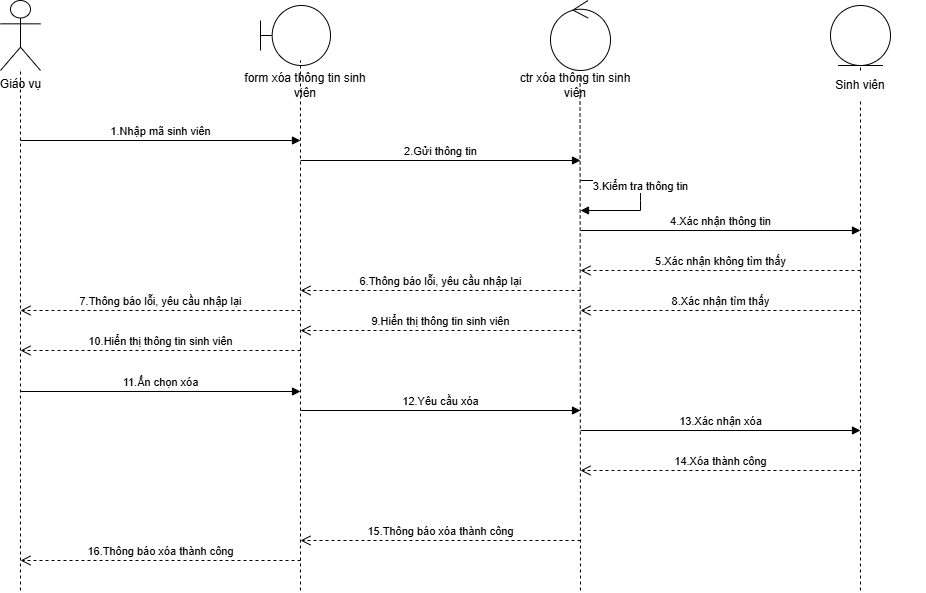 Giáo vụ
form xóa thông tin sinh
viên
ctr xóa thông tin sinh
viên
Sinh viên
1.Nhập mã sinh viên
2.Gửi thông tin
3.Kiểm tra thông tin
4.Xác nhận thông tin
5.Xác nhận không tìm thấy
6.Thông báo lỗi, yêu cầu nhập lại
7.Thông báo lỗi, yêu cầu nhập lại
8.Xác nhận tìm thấy
9.Hiển thị thông tin sinh viên
10.Hiển thị thông tin sinh viên
11.Ấn chọn xóa
12.Yêu cầu xóa
13.Xác nhận xóa
14.Xóa thành công
15.Thông báo xóa thành công
16.Thông báo xóa thành công